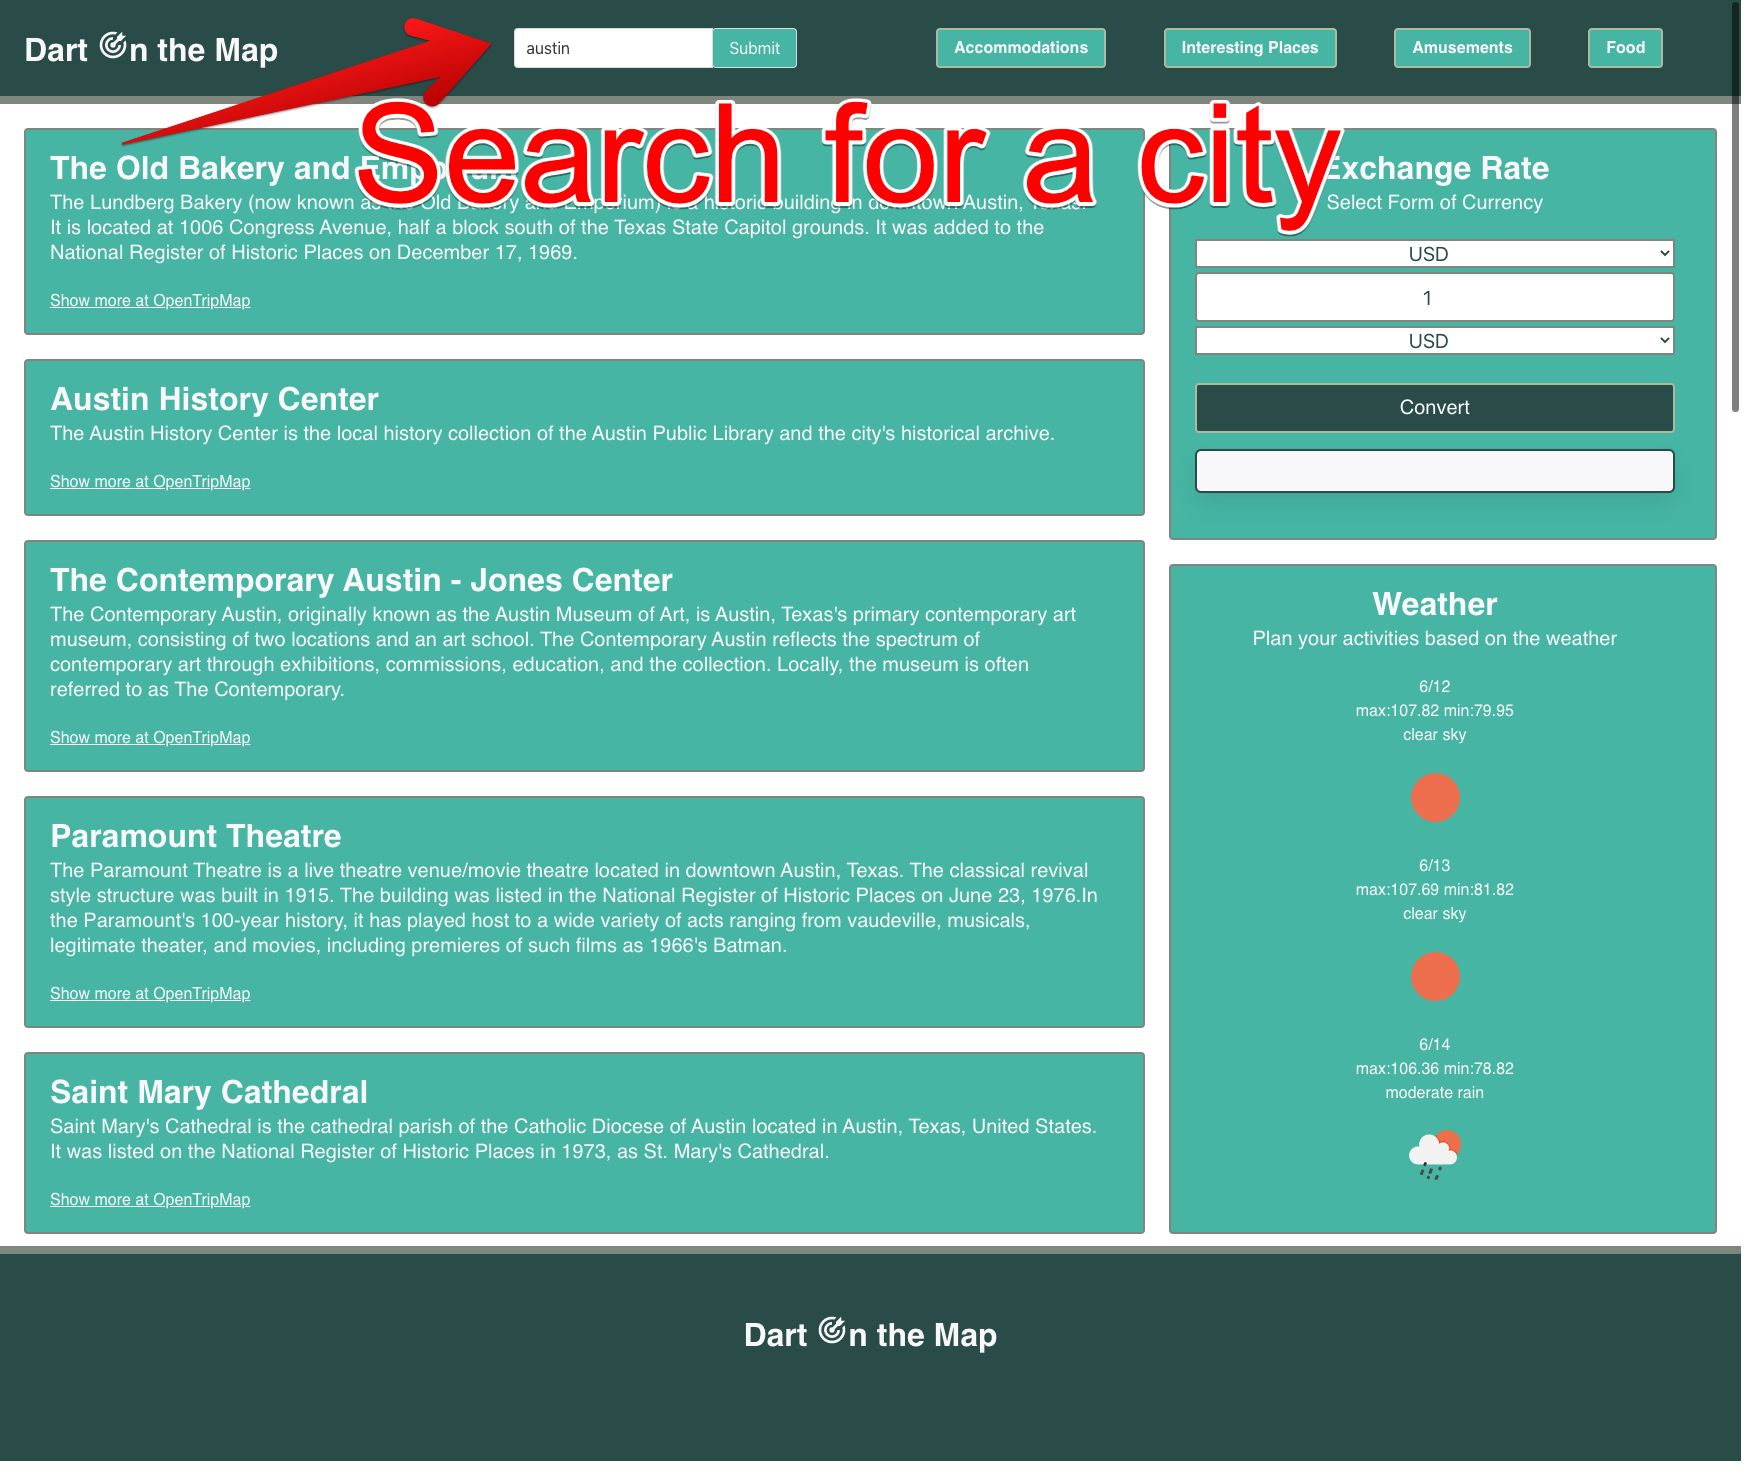 Dart On the Map
austin
Submit
Accommodations
Interesting Places
Amusements
Food
Search for a city
The Old Bakery and
The Lundberg Bakery (now known as Old Bakery and Emporium) historic building in downtown Austin, Texas.
It is located at 1006 Congress Avenue, half a block south of the Texas State Capitol grounds. It was added to the
National Register of Historic Places on December 17, 1969.
Show more at OpenTripMap
Austin History Center
The Austin History Center is the local history collection of the Austin Public Library and the city's historical archive.
Show more at OpenTripMap
The Contemporary Austin - Jones Center
The Contemporary Austin, originally known as the Austin Museum of Art, is Austin, Texas's primary contemporary art
museum, consisting of two locations and an art school. The Contemporary Austin reflects the spectrum of
contemporary art through exhibitions, commissions, education, and the collection. Locally, the museum is often
referred to as The Contemporary.
Show more at OpenTripMap
Paramount Theatre
The Paramount Theatre is a live theatre venue/movie theatre located in downtown Austin, Texas. The classical revival
style structure was built in 1915. The building was listed in the National Register of Historic Places on June 23, 1976.In
the Paramount's 100-year history, it has played host to a wide variety of acts ranging from vaudeville, musicals,
legitimate theater, and movies, including premieres of such films as 1966's Batman.
Show more at OpenTripMap
Saint Mary Cathedral
Saint Mary's Cathedral is the cathedral parish of the Catholic Diocese of Austin located in Austin, Texas, United States.
It was listed on the National Register of Historic Places in 1973, as St. Mary's Cathedral.
Show more at OpenTripMap
Exchange Rate
Select Form of Currency
USD
1
USD
Convert
Weather
Plan your activities based on the weather
6/12
max:107.82 min:79.95
clear sky
6/13
max:107.69 min:81.82
clear sky
6/14
max:106.36 min:78.82
moderate rain
Dart On the Map